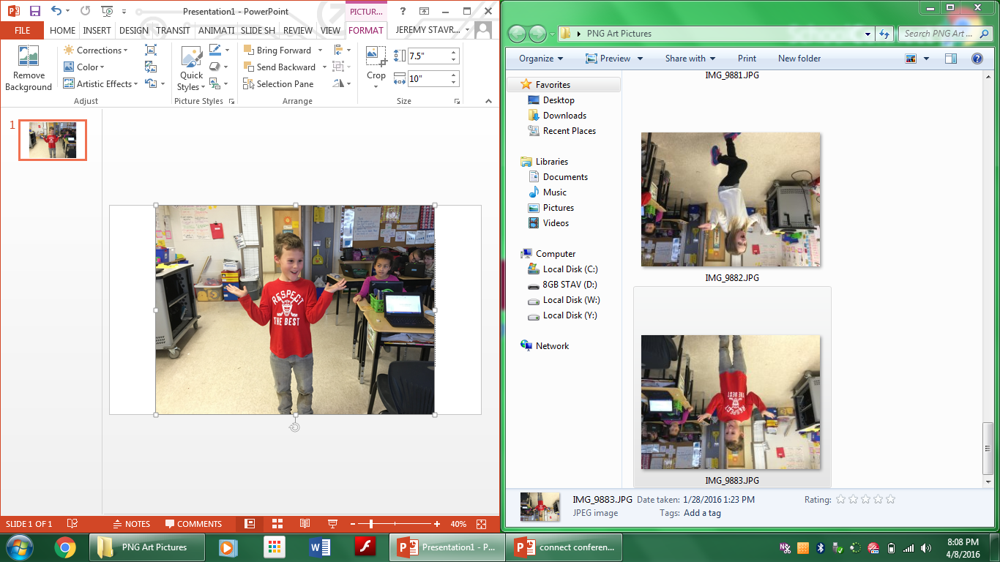 Presentation1 - PowerPoint
PICTUR...
FILE HOME INSERT DESIGN TRANSIT ANIMATI SLIDE SH REVIEW VIEW FORMAT JEREMY STAVR...
Remove Background
Corrections
Color
Artistic Effects
Adjust
Quick Styles
Picture Styles
Bring Forward
Send Backward
Selection Pane
Arrange
Crop
7.5"
10"
Size
1
RESPECT
THE BEST
SLIDE 1 OF 1 NOTES COMMENTS 40%
PNG Art Pictures
Search PNG Art ...
Organize Preview Share with Print New folder
Favorites
Desktop
Downloads
Recent Places
Libraries
Documents
Music
Pictures
Videos
Computer
Local Disk (C:)
8GB STAV (D:)
Local Disk (W:)
Local Disk (Y:)
Network
IMG_9881.JPG
IMG_9882.JPG
RESPECT
THE BEST
IMG_9883.JPG
IMG_9883.JPG Date taken: 1/28/2016 1:23 PM Rating:
JPEG image Tags: Add a tag
PNG Art Pictures
Presentation1 - P...
connect conferen...
8:08 PM
4/8/2016